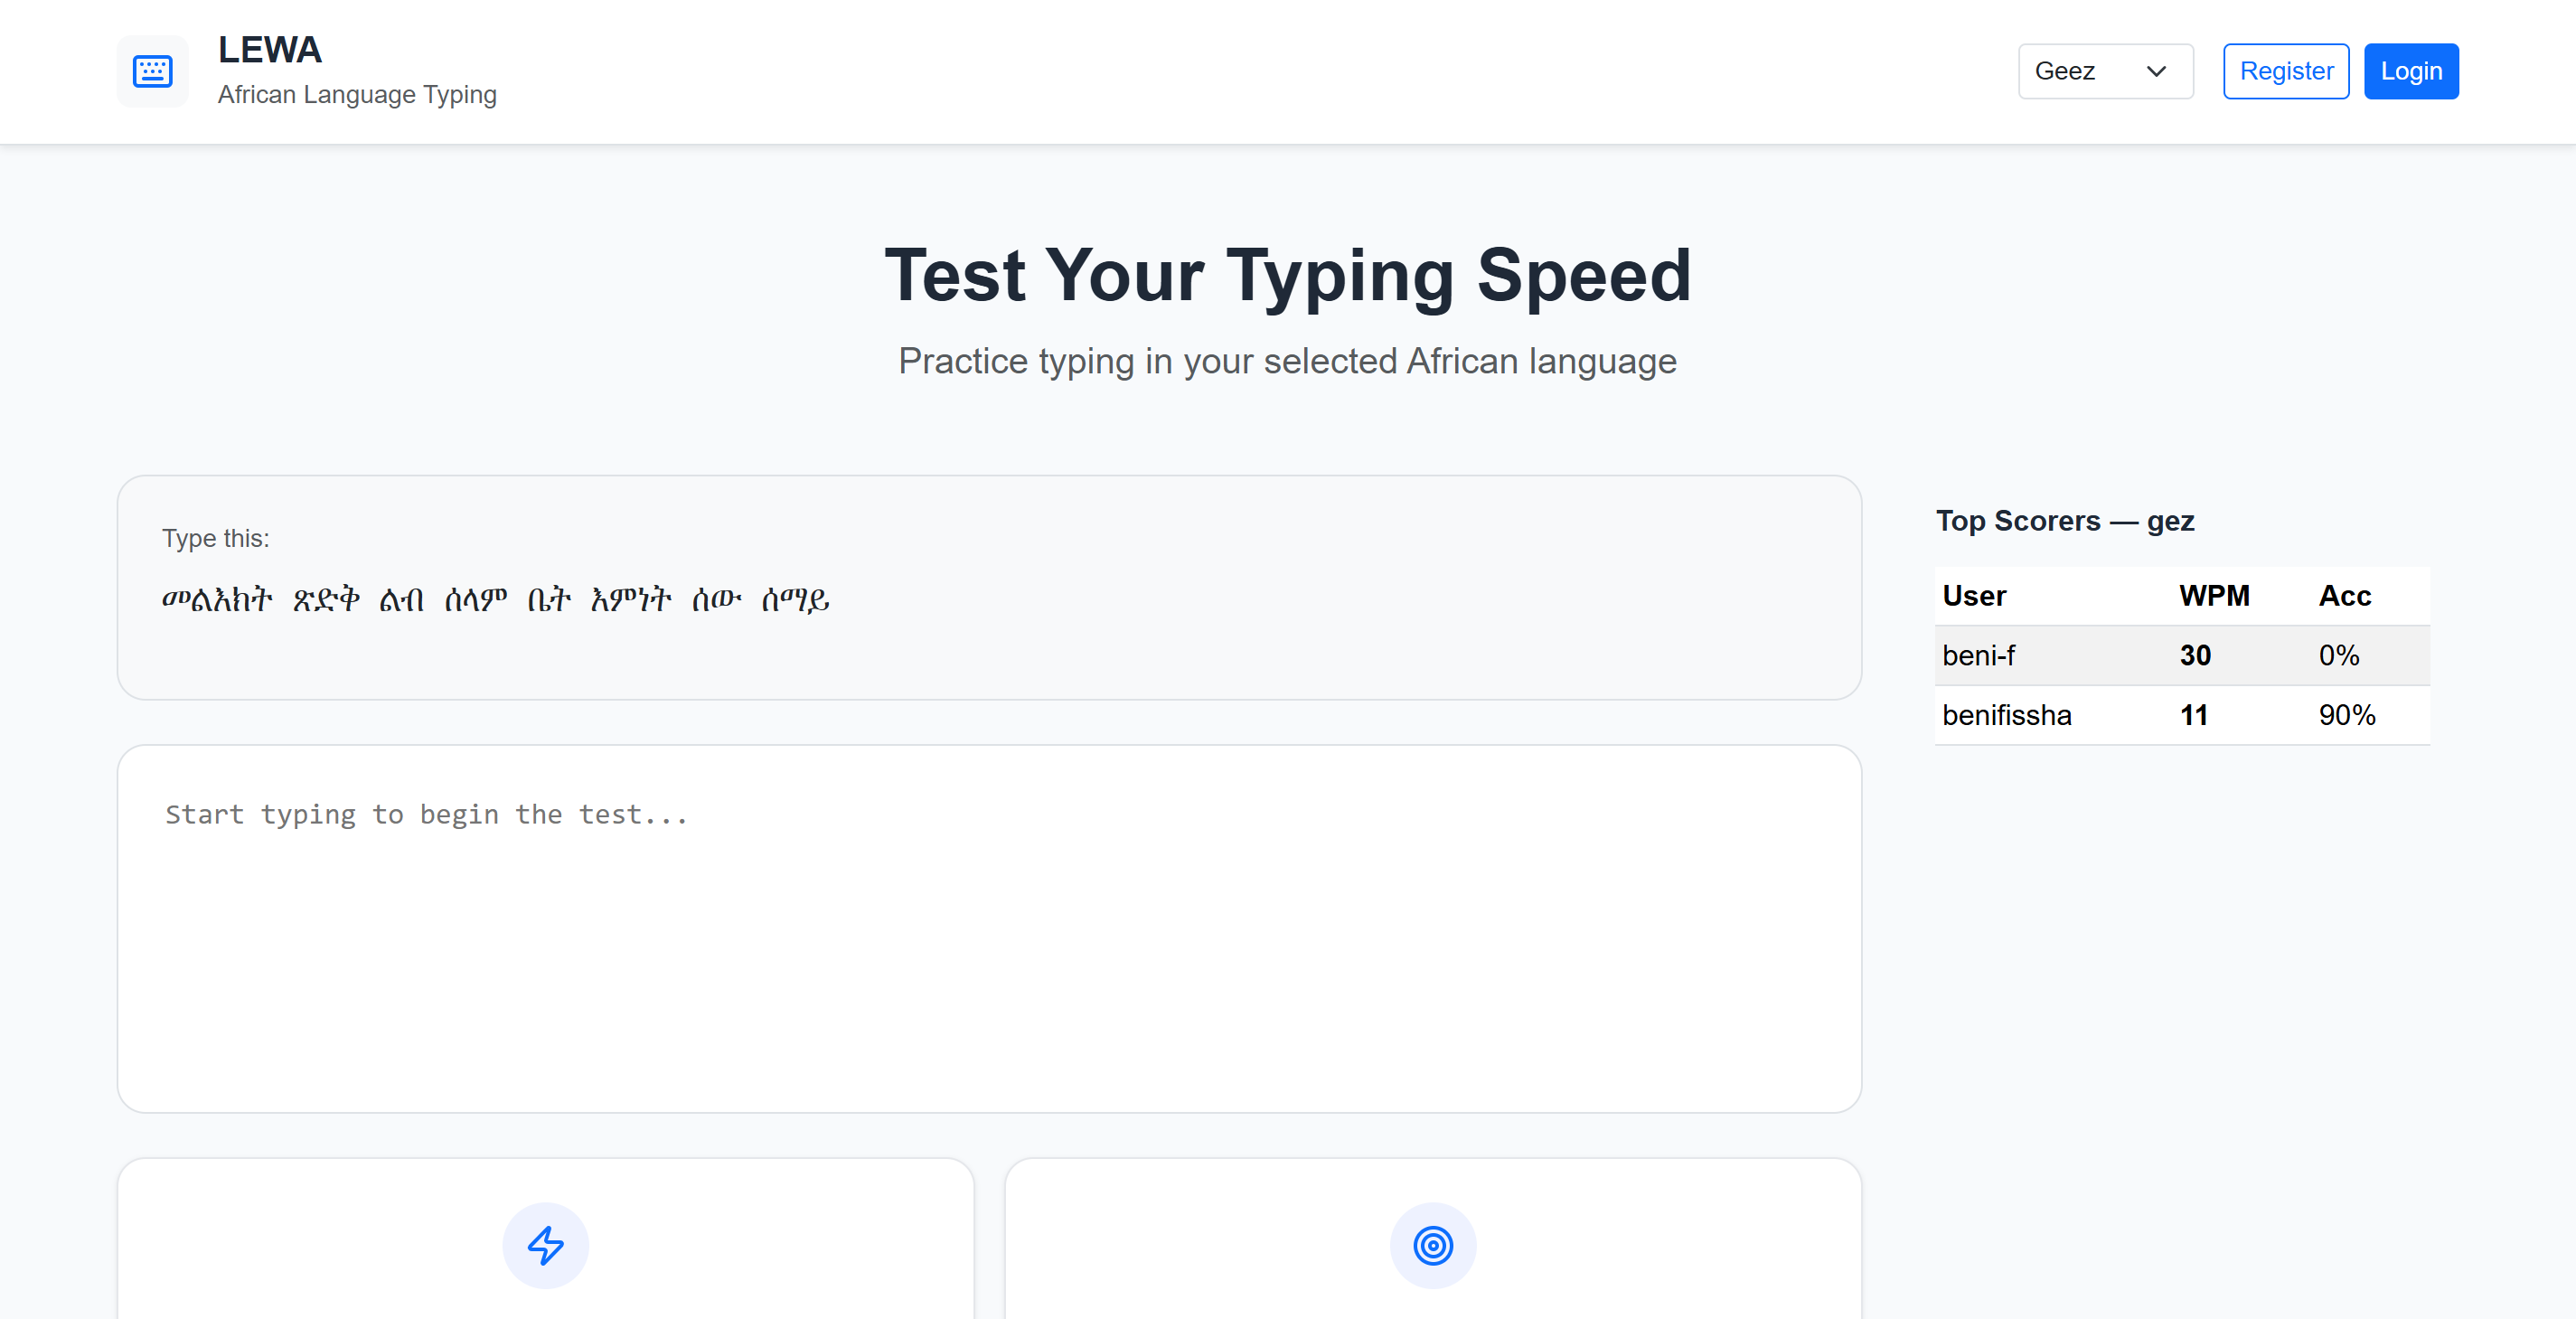 LEWA
African Language Typing
Geez
Register
Login
Test Your Typing Speed
Practice typing in your selected African language
Type this:
መልእክት ጽድቅ ልብ ሰላም ቤት እምነት ሰው ሰማይ
Start typing to begin the test...
Top Scorers — gez
User WPM Acc
beni-f 30 0%
benifissha 11 90%